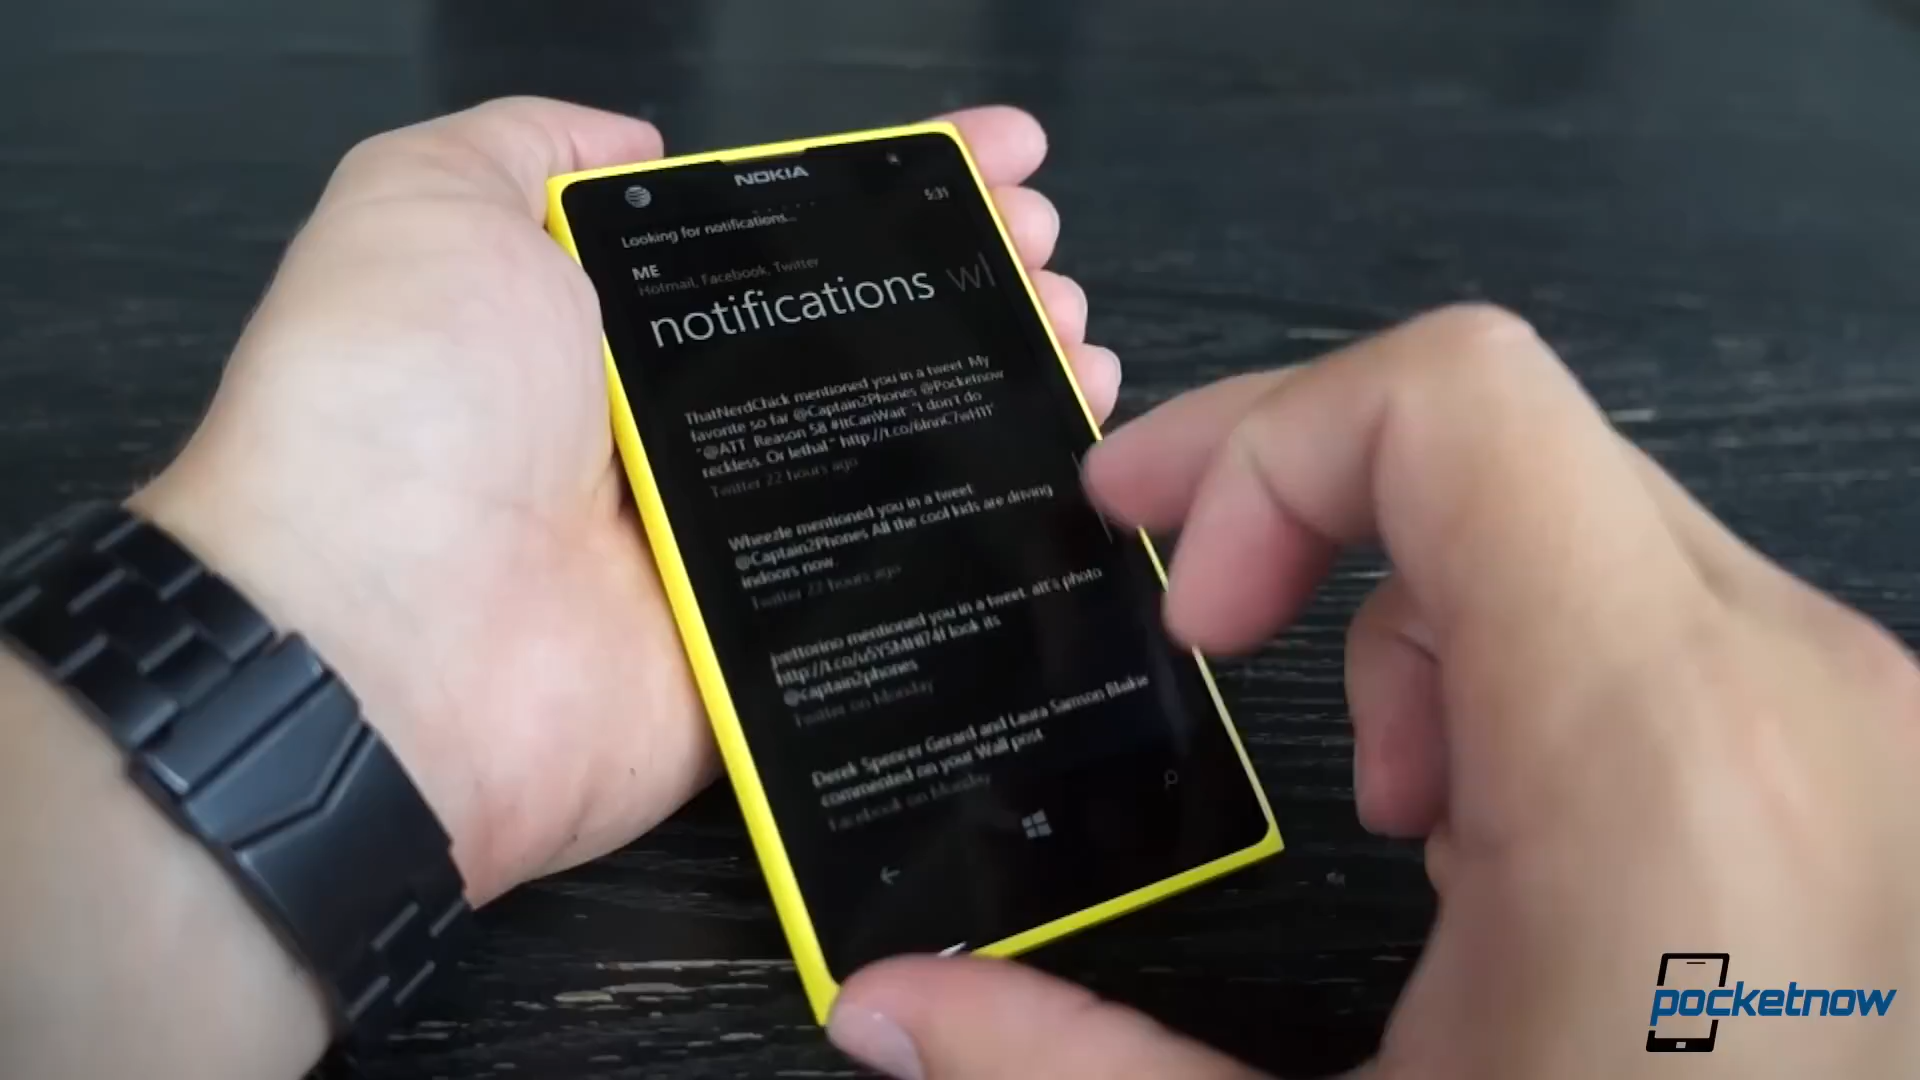 NOKIA
5:31
Looking for notifications...
ME
Hotmail, Facebook, Twitter
notifications wl
ThatNerdChick mentioned you in a tweet. My
favorite so far @Captain2Phones @Pocketnow
"@ATT Reason 58 #ItCanWait "I don't do
reckless. Or lethal."
Twitter 22 hours ago
Wheezle mentioned you in a tweet.
@Captain2Phones All the cool kids are driving
indoors now.
Twitter 22 hours ago
mentioned you in a tweet. photo
look its
@captain2phones
Twitter on Monday
Derek Spencer Gerard and Laura Samson Blakie
commented on your Wall post.
Facebook on Monday
pocketnow